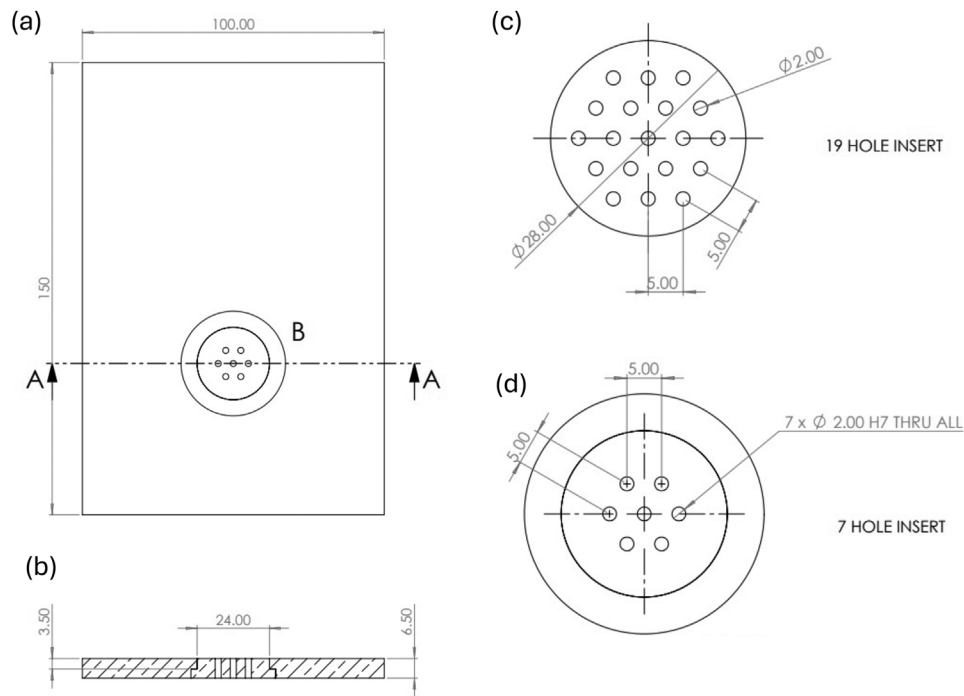 (a)
100.00
150
B
A
A
(b)
3.50
24.00
6.50
(c)
Ø2.00
19 HOLE INSERT
Ø28.00
5.00
5.00
(d)
5.00
5.00
7 x Ø 2.00 H7 THRU ALL
7 HOLE INSERT